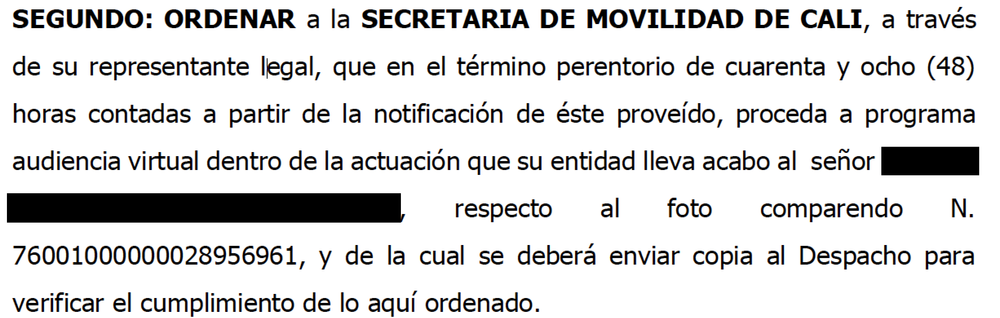 SEGUNDO: ORDENAR a la SECRETARIA DE MOVILIDAD DE CALI, a través
de su representante legal, que en el término perentorio de cuarenta y ocho (48)
horas contadas a partir de la notificación de éste proveído, proceda a programa
audiencia virtual dentro de la actuación que su entidad lleva acabo al señor
, respecto al foto comparendo N.
76001000000028956961, y de la cual se deberá enviar copia al Despacho para
verificar el cumplimiento de lo aquí ordenado.